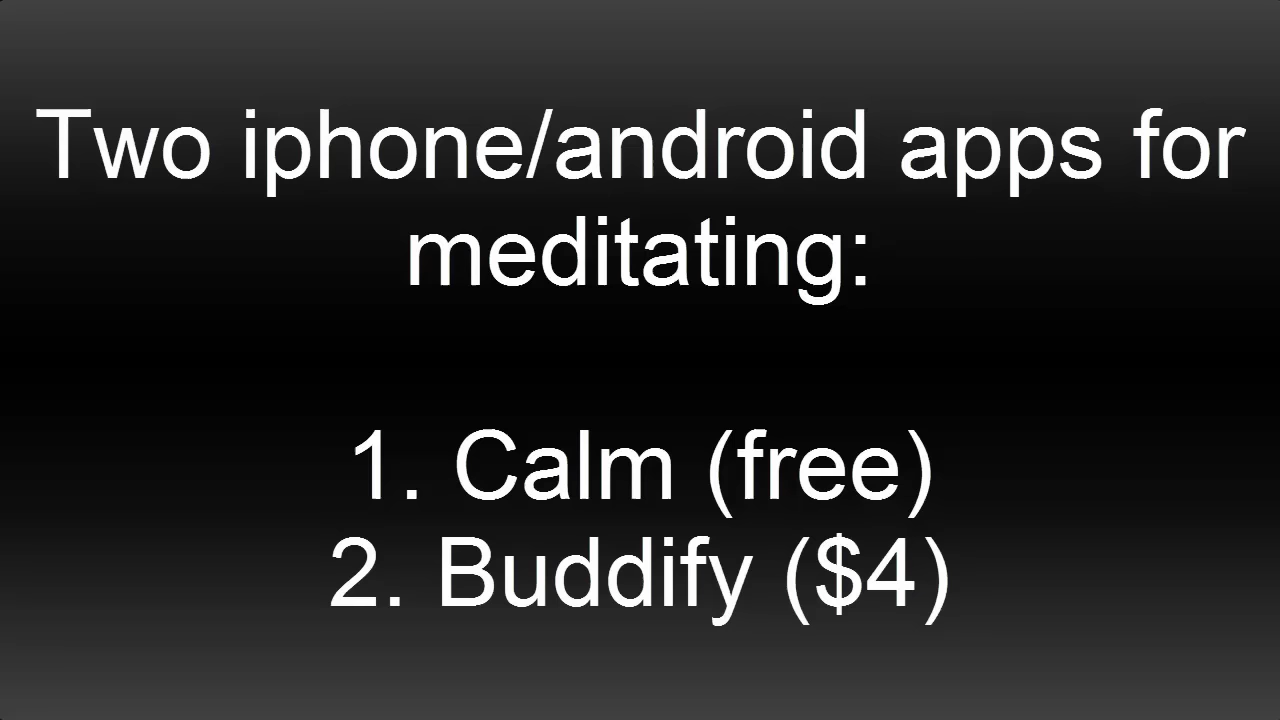 Two iphone/android apps for
meditating:
1. Calm (free)
2. Buddify ($4)